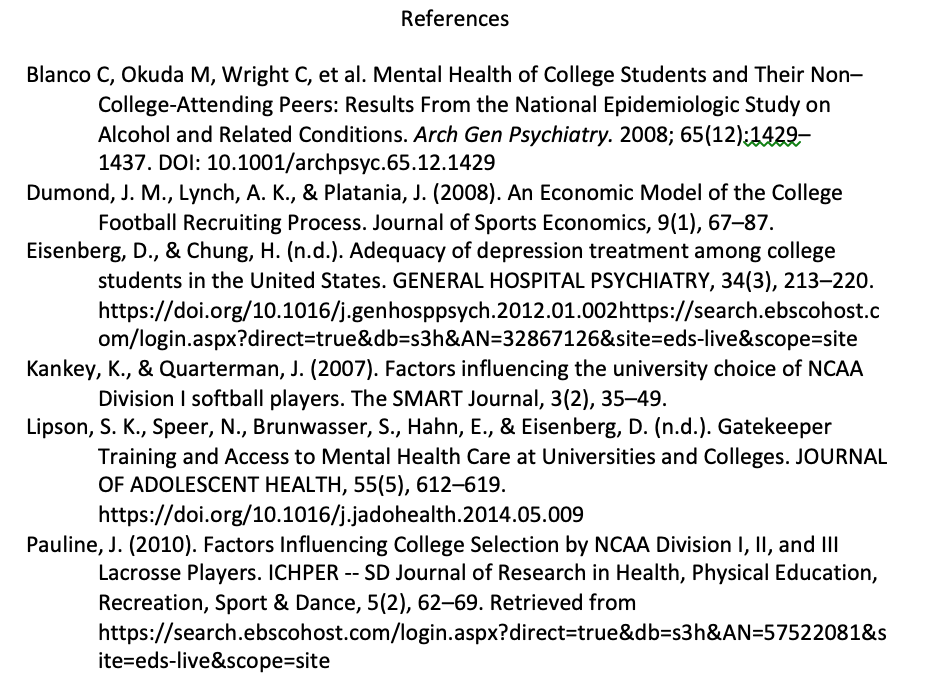 References
Blanco C, Okuda M, Wright C, et al. Mental Health of College Students and Their Non–
College-Attending Peers: Results From the National Epidemiologic Study on
Alcohol and Related Conditions. Arch Gen Psychiatry. 2008; 65(12):1429–
1437. DOI: 10.1001/archpsyc.65.12.1429
Dumond, J. M., Lynch, A. K., & Platania, J. (2008). An Economic Model of the College
Football Recruiting Process. Journal of Sports Economics, 9(1), 67–87.
Eisenberg, D., & Chung, H. (n.d.). Adequacy of depression treatment among college
students in the United States. GENERAL HOSPITAL PSYCHIATRY, 34(3), 213–220.
https://doi.org/10.1016/j.genhosppsych.2012.01.002https://search.ebscohost.c
om/login.aspx?direct=true&db=s3h&AN=32867126&site=eds-live&scope=site
Kankey, K., & Quarterman, J. (2007). Factors influencing the university choice of NCAA
Division I softball players. The SMART Journal, 3(2), 35–49.
Lipson, S. K., Speer, N., Brunwasser, S., Hahn, E., & Eisenberg, D. (n.d.). Gatekeeper
Training and Access to Mental Health Care at Universities and Colleges. JOURNAL
OF ADOLESCENT HEALTH, 55(5), 612–619.
https://doi.org/10.1016/j.jadohealth.2014.05.009
Pauline, J. (2010). Factors Influencing College Selection by NCAA Division I, II, and III
Lacrosse Players. ICHPER -- SD Journal of Research in Health, Physical Education,
Recreation, Sport & Dance, 5(2), 62–69. Retrieved from
https://search.ebscohost.com/login.aspx?direct=true&db=s3h&AN=57522081&s
ite=eds-live&scope=site